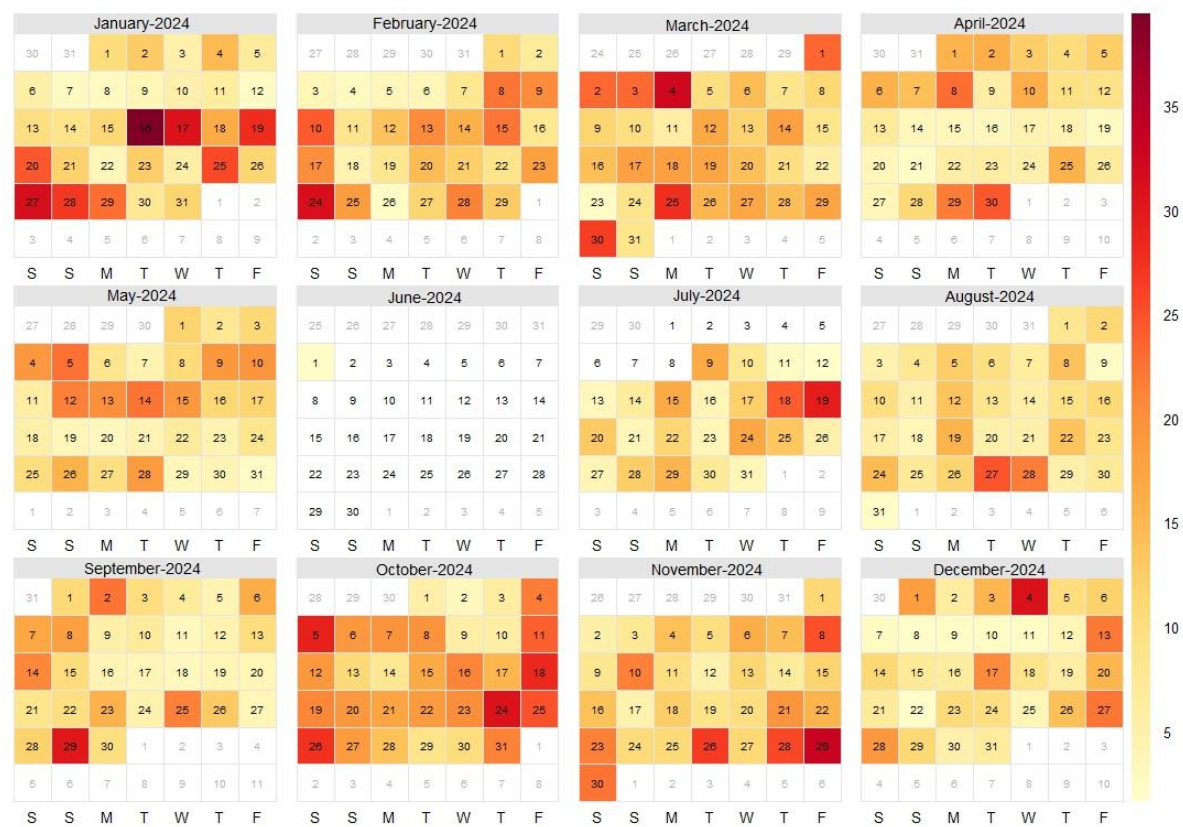 January-2024 February-2024 March-2024 April-2024
30 31 1 2 3 4 5 27 28 29 30 31 1 2 24 25 26 27 28 29 1 30 31 1 2 3 4 5
6 7 8 9 10 11 12 3 4 5 6 7 8 9 2 3 4 5 6 7 8 6 7 8 9 10 11 12
13 14 15 16 17 18 19 10 11 12 13 14 15 16 9 10 11 12 13 14 15 13 14 15 16 17 18 19 35
20 21 22 23 24 25 26 17 18 19 20 21 22 23 16 17 18 19 20 21 22 20 21 22 23 24 25 26
27 28 29 30 31 1 2 24 25 26 27 28 29 1 23 24 25 26 27 28 29 27 28 29 30 1 2 3 30
3 4 5 6 7 8 9 2 3 4 5 6 7 8 30 31 1 2 3 4 5 4 5 6 7 8 9 10
S S M T W T F S S M T W T F S S M T W T F S S M T W T F
May-2024 June-2024 July-2024 August-2024
27 28 29 30 1 2 3 25 26 27 28 29 30 31 29 30 1 2 3 4 5 27 28 29 30 31 1 2 25
4 5 6 7 8 9 10 1 2 3 4 5 6 7 6 7 8 9 10 11 12 3 4 5 6 7 8 9
11 12 13 14 15 16 17 8 9 10 11 12 13 14 13 14 15 16 17 18 19 10 11 12 13 14 15 16
18 19 20 21 22 23 24 15 16 17 18 19 20 21 20 21 22 23 24 25 26 17 18 19 20 21 22 23 20
25 26 27 28 29 30 31 22 23 24 25 26 27 28 27 28 29 30 31 1 2 24 25 26 27 28 29 30
1 2 3 4 5 6 7 29 30 1 2 3 4 5 3 4 5 6 7 8 9 31 1 2 3 4 5 6 15
S S M T W T F S S M T W T F S S M T W T F S S M T W T F
September-2024 October-2024 November-2024 December-2024
31 1 2 3 4 5 6 28 29 30 1 2 3 4 26 27 28 29 30 31 1 30 1 2 3 4 5 6
7 8 9 10 11 12 13 5 6 7 8 9 10 11 2 3 4 5 6 7 8 7 8 9 10 11 12 13 10
14 15 16 17 18 19 20 12 13 14 15 16 17 18 9 10 11 12 13 14 15 14 15 16 17 18 19 20
21 22 23 24 25 26 27 19 20 21 22 23 24 25 16 17 18 19 20 21 22 21 22 23 24 25 26 27
28 29 30 1 2 3 4 26 27 28 29 30 31 1 23 24 25 26 27 28 29 28 29 30 31 1 2 3 5
5 6 7 8 9 10 11 2 3 4 5 6 7 8 30 1 2 3 4 5 6 4 5 6 7 8 9 10
S S M T W T F S S M T W T F S S M T W T F S S M T W T F